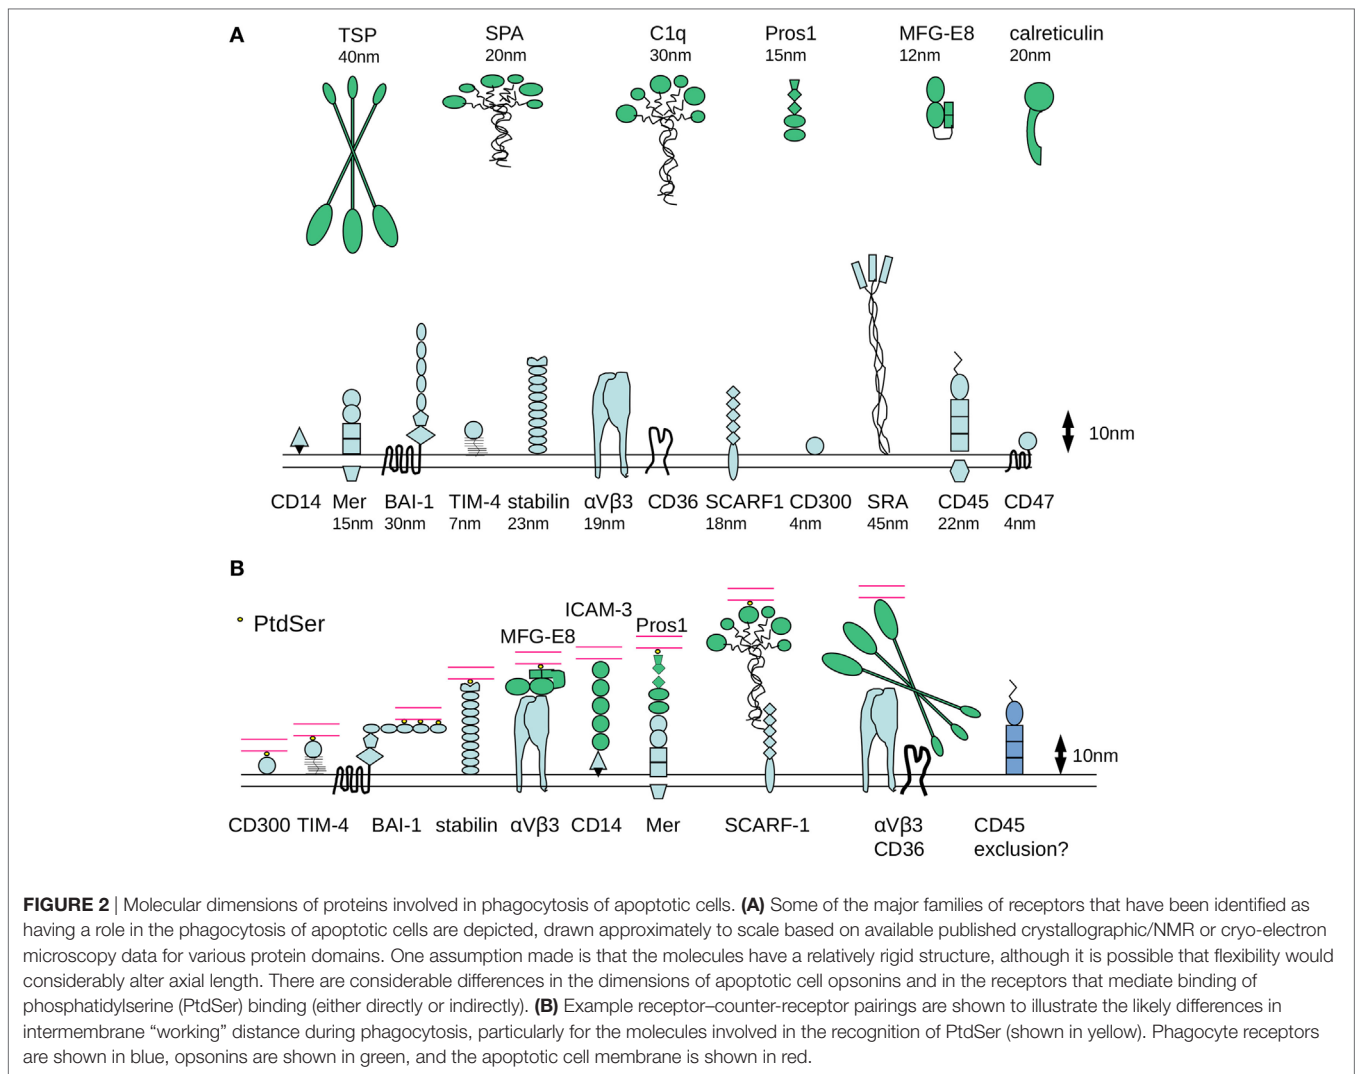 A
TSP SPA C1q Pros1 MFG-E8 calreticulin
40nm 20nm 30nm 15nm 12nm 20nm
10nm
CD14 Mer BAI-1 TIM-4 stabilin αVβ3 CD36 SCARF1 CD300 SRA CD45 CD47
15nm 30nm 7nm 23nm 19nm 18nm 4nm 45nm 22nm 4nm
B
PtdSer
ICAM-3
MFG-E8
Pros1
10nm
CD300 TIM-4 BAI-1 stabilin αVβ3 CD14 Mer SCARF-1 αVβ3 CD45
CD36 exclusion?
FIGURE 2 | Molecular dimensions of proteins involved in phagocytosis of apoptotic cells. (A) Some of the major families of receptors that have been identified as
having a role in the phagocytosis of apoptotic cells are depicted, drawn approximately to scale based on available published crystallographic/NMR or cryo-electron
microscopy data for various protein domains. One assumption made is that the molecules have a relatively rigid structure, although it is possible that flexibility would
considerably alter axial length. There are considerable differences in the dimensions of apoptotic cell opsonins and in the receptors that mediate binding of
phosphatidylserine (PtdSer) binding (either directly or indirectly). (B) Example receptor–counter-receptor pairings are shown to illustrate the likely differences in
intermembrane “working” distance during phagocytosis, particularly for the molecules involved in the recognition of PtdSer (shown in yellow). Phagocyte receptors
are shown in blue, opsonins are shown in green, and the apoptotic cell membrane is shown in red.